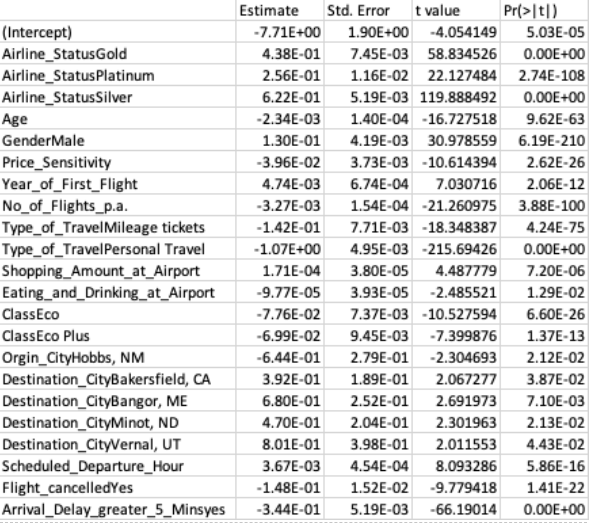 Estimate Std. Error t value Pr(>|t|)
(Intercept) -7.71E+00 1.90E+00 -4.054149 5.03E-05
Airline_StatusGold 4.38E-01 7.45E-03 58.834526 0.00E+00
Airline_StatusPlatinum 2.56E-01 1.16E-02 22.127484 2.74E-108
Airline_StatusSilver 6.22E-01 5.19E-03 119.888492 0.00E+00
Age -2.34E-03 1.40E-04 -16.727518 9.62E-63
GenderMale 1.30E-01 4.19E-03 30.978559 6.19E-210
Price_Sensitivity -3.96E-02 3.73E-03 -10.614394 2.62E-26
Year_of_First_Flight 4.74E-03 6.74E-04 7.030716 2.06E-12
No_of_Flights_p.a. -3.27E-03 1.54E-04 -21.260975 3.88E-100
Type_of_TravelMileage tickets -1.42E-01 7.71E-03 -18.348387 4.24E-75
Type_of_TravelPersonal Travel -1.07E+00 4.95E-03 -215.69426 0.00E+00
Shopping_Amount_at_Airport 1.71E-04 3.80E-05 4.487779 7.20E-06
Eating_and_Drinking_at_Airport -9.77E-05 3.93E-05 -2.485521 1.29E-02
ClassEco -7.76E-02 7.37E-03 -10.527594 6.60E-26
ClassEco Plus -6.99E-02 9.45E-03 -7.399876 1.37E-13
Orgin_CityHobbs, NM -6.44E-01 2.79E-01 -2.304693 2.12E-02
Destination_CityBakersfield, CA 3.92E-01 1.89E-01 2.067277 3.87E-02
Destination_CityBangor, ME 6.80E-01 2.52E-01 2.691973 7.10E-03
Destination_CityMinot, ND 4.70E-01 2.04E-01 2.301963 2.13E-02
Destination_CityVernal, UT 8.01E-01 3.98E-01 2.011553 4.43E-02
Scheduled_Departure_Hour 3.67E-03 4.54E-04 8.093286 5.86E-16
Flight_cancelledYes -1.48E-01 1.52E-02 -9.779418 1.41E-22
Arrival_Delay_greater_5_Minsyes -3.44E-01 5.19E-03 -66.19014 0.00E+00